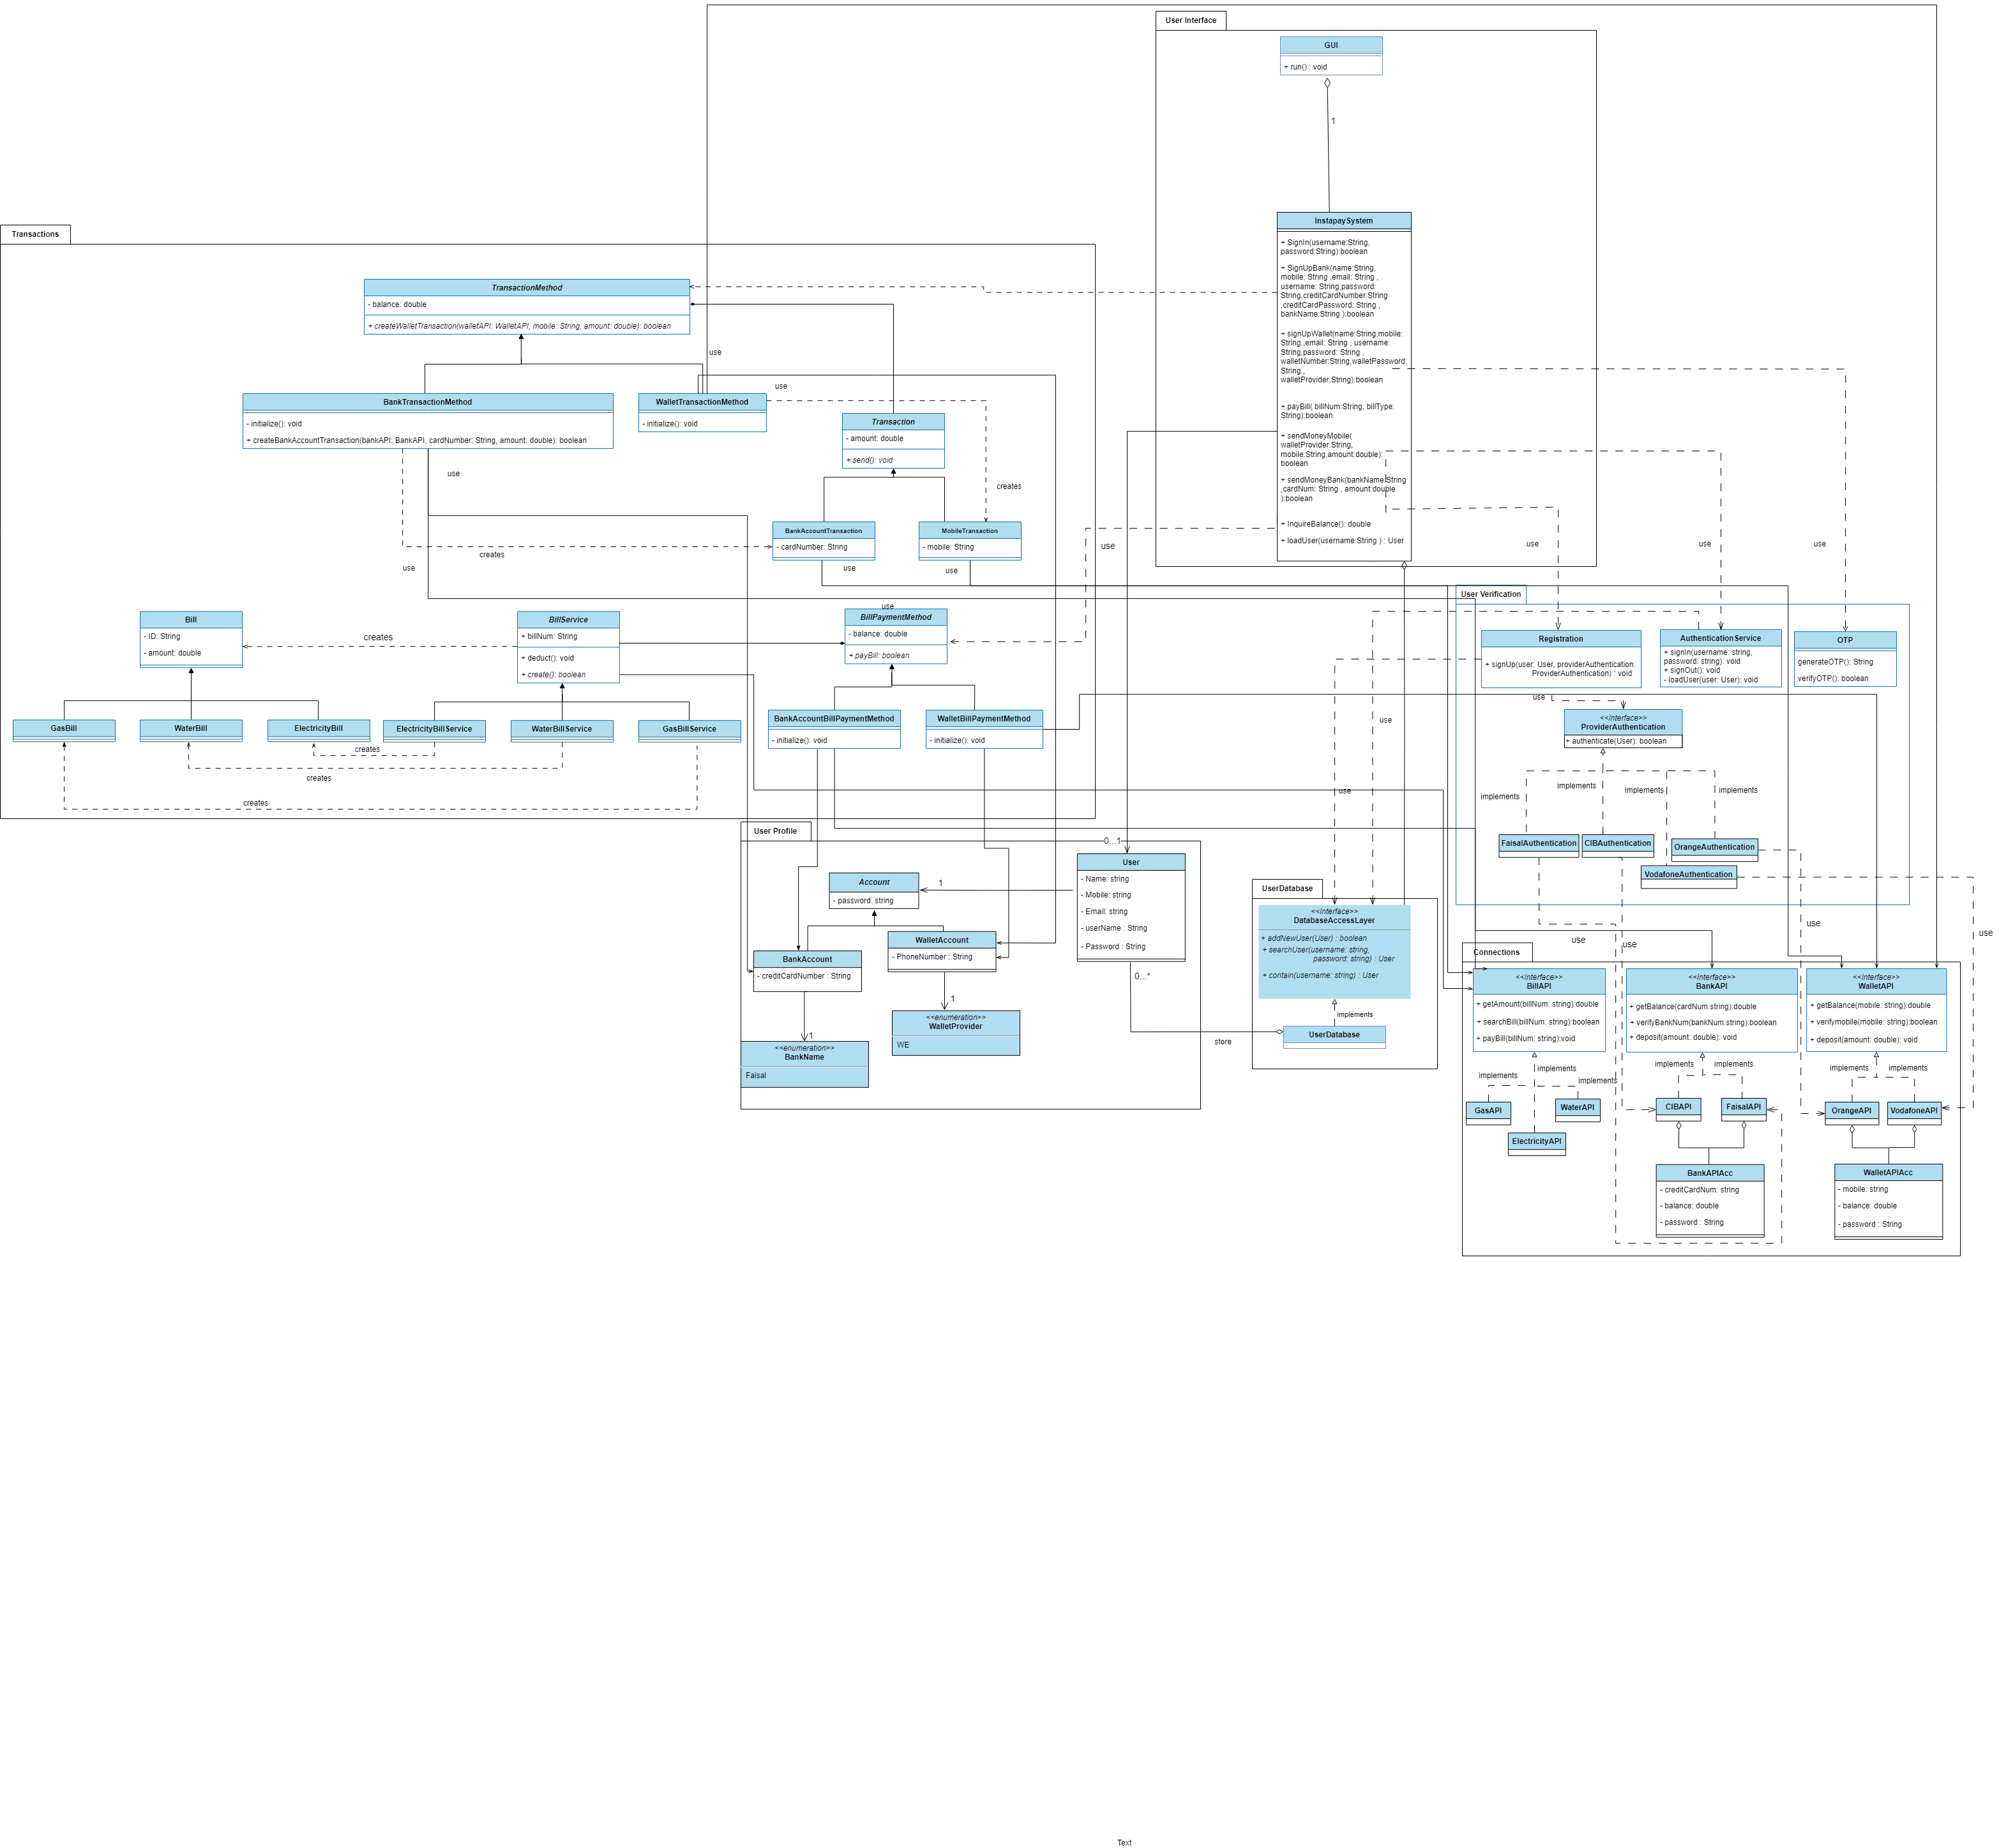 User Interface
GUI
+ run() : void
1
InstapaySystem
+ SignIn(username:String,
password:String):boolean
+ SignUpBank(name:String,
mobile: String ,email: String ,
username: String,password:
String,creditCardNumber:String
,creditCardPassword: String ,
bankName:String ):boolean
+ signUpWallet(name:String,mobile:
String ,email: String , username:
String,password: String ,
walletNumber:String,walletPassword:
String ,
walletProvider:String):boolean
+ payBill( billNum:String, billType:
String):boolean
+ sendMoneyMobile(
walletProvider:String,
mobile:String,amount:double):
boolean
+ sendMoneyBank(bankName:String
,cardNum: String , amount:double
):boolean
+ InquireBalance(): double
+ loadUser(username:String ) : User
Transactions
TransactionMethod
- balance: double
+ createWalletTransaction(walletAPI: WalletAPI, mobile: String, amount: double): boolean
use
use
BankTransactionMethod
- initialize(): void
+ createBankAccountTransaction(bankAPI: BankAPI, cardNumber: String, amount: double): boolean
WalletTransactionMethod
- initialize(): void
Transaction
- amount: double
+ send(): void
use
creates
BankAccountTransaction
- cardNumber: String
MobileTransaction
- mobile: String
creates
use
use
use
use
use
use
use
use
Bill
- ID: String
- amount: double
creates
BillService
+ billNum: String
+ deduct(): void
+ create(): boolean
BillPaymentMethod
- balance: double
+ payBill: boolean
GasBill
WaterBill
ElectricityBill
ElectricityBillService
WaterBillService
GasBillService
creates
creates
creates
BankAccountBillPaymentMethod
- initialize(): void
WalletBillPaymentMethod
- initialize(): void
User Verification
Registration
+ signUp(user: User, providerAuthentication:
ProviderAuthentication) : void
AuthenticationService
+ signIn(username: string,
password: string): void
+ signOut(): void
- loadUser(user: User): void
OTP
generateOTP(): String
verifyOTP(): boolean
use
use
use
<<Interface>>
ProviderAuthentication
+ authenticate(User): boolean
implements
implements
implements
implements
FaisalAuthentication
CIBAuthentication
OrangeAuthentication
VodafoneAuthentication
use
use
use
use
User Profile
0...1
User
- Name: string
- Mobile: string
- Email: string
- userName : String
- Password : String
1
Account
- password: string
BankAccount
- creditCardNumber : String
WalletAccount
- PhoneNumber : String
1
1
<<enumeration>>
BankName
Faisal
<<enumeration>>
WalletProvider
WE
0...*
store
UserDatabase
<<Interface>>
DatabaseAccessLayer
+ addNewUser(User) : boolean
+ searchUser(username: string,
password: string) : User
+ contain(username: string) : User
implements
UserDatabase
Connections
<<Interface>>
BillAPI
+ getAmount(billNum: string):double
+ searchBill(billNum: string):boolean
+ payBill(billNum: string):void
<<Interface>>
BankAPI
+ getBalance(cardNum:string):double
+ verifyBankNum(bankNum:string):boolean
+ deposit(amount: double): void
<<Interface>>
WalletAPI
+ getBalance(mobile: string):double
+ verifymobile(mobile: string):boolean
+ deposit(amount: double): void
implements
implements
implements
implements
implements
implements
implements
GasAPI
WaterAPI
ElectricityAPI
CIBAPI
FaisalAPI
OrangeAPI
VodafoneAPI
BankAPIAcc
- creditCardNum: string
- balance: double
- password : String
WalletAPIAcc
- mobile: string
- balance: double
- password : String
Text